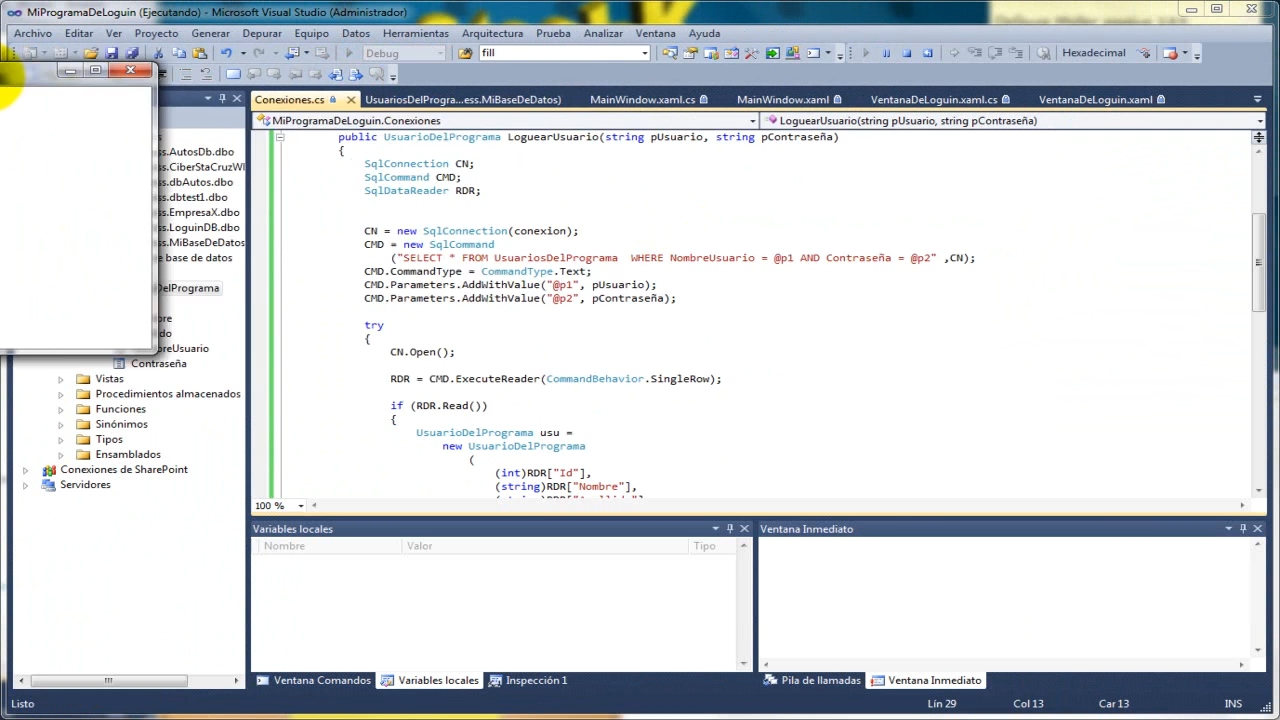 MiProgramaDeLoguin (Ejecutando) - Microsoft Visual Studio (Administrador)
Archivo Editar Ver Proyecto Generar Depurar Equipo Datos Herramientas Arquitectura Prueba Analizar Ventana Ayuda
Debug fill Hexadecimal
Conexiones.cs UsuariosDelProgra...ess.MiBaseDeDatos) MainWindow.xaml.cs MainWindow.xaml VentanaDeLoguin.xaml.cs VentanaDeLoguin.xaml
MiProgramaDeLoguin.Conexiones LoguearUsuario(string pUsuario, string pContraseña)
ss.AutosDb.dbo
ss.CiberStaCruzWI
ss.dbAutos.dbo
ss.dbtest1.dbo
ss.EmpresaX.dbo
ss.LoguinDB.dbo
ss.MiBaseDeDatos
e base de datos
DelPrograma
re
do
reUsuario
Contraseña
Vistas
Procedimientos almacenados
Funciones
Sinónimos
Tipos
Ensamblados
Conexiones de SharePoint
Servidores
public UsuarioDelPrograma LoguearUsuario(string pUsuario, string pContraseña)
{
SqlConnection CN;
SqlCommand CMD;
SqlDataReader RDR;
CN = new SqlConnection(conexion);
CMD = new SqlCommand
("SELECT * FROM UsuariosDelPrograma  WHERE NombreUsuario = @p1 AND Contraseña = @p2" ,CN);
CMD.CommandType = CommandType.Text;
CMD.Parameters.AddWithValue("@p1", pUsuario);
CMD.Parameters.AddWithValue("@p2", pContraseña);
try
{
CN.Open();
RDR = CMD.ExecuteReader(CommandBehavior.SingleRow);
if (RDR.Read())
{
UsuarioDelPrograma usu =
new UsuarioDelPrograma
(
(int)RDR["Id"],
(string)RDR["Nombre"],
100 %
Variables locales
Nombre Valor Tipo
Ventana Inmediato
Ventana Comandos Variables locales Inspección 1
Pila de llamadas Ventana Inmediato
Listo Lín 29 Col 13 Car 13 INS